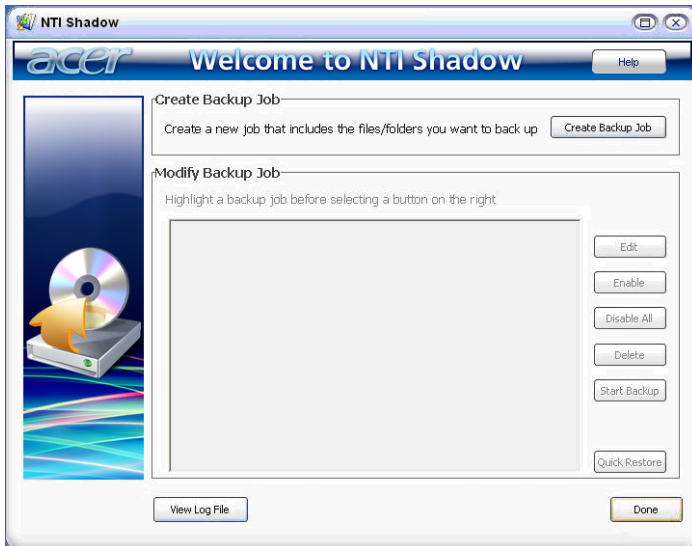 NTI Shadow
acer Welcome to NTI Shadow Help
Create Backup Job
Create a new job that includes the files/folders you want to back up Create Backup Job
Modify Backup Job
Highlight a backup job before selecting a button on the right
Edit
Enable
Disable All
Delete
Start Backup
Quick Restore
View Log File Done